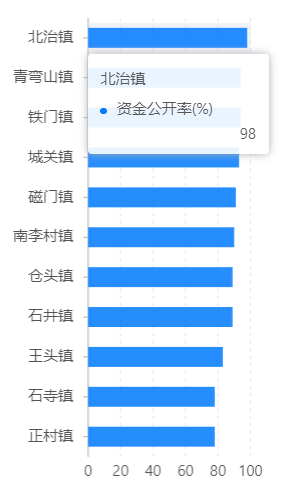 北治镇
青弯山镇
北治镇
资金公开率(%)
铁门镇
98
城关镇
磁门镇
南李村镇
仓头镇
石井镇
王头镇
石寺镇
正村镇
0 20 40 60 80 100